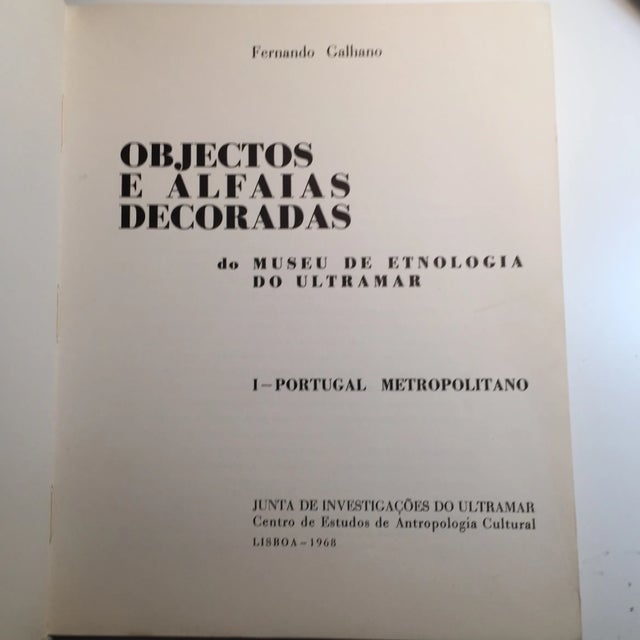 Fernando Galhano
OBJECTOS
E ALFAIAS
DECORADAS
do MUSEU DE ETNOLOGIA
DO ULTRAMAR
I—PORTUGAL METROPOLITANO
JUNTA DE INVESTIGAÇÕES DO ULTRAMAR
Centro de Estudos de Antropologia Cultural
LISBOA—1968